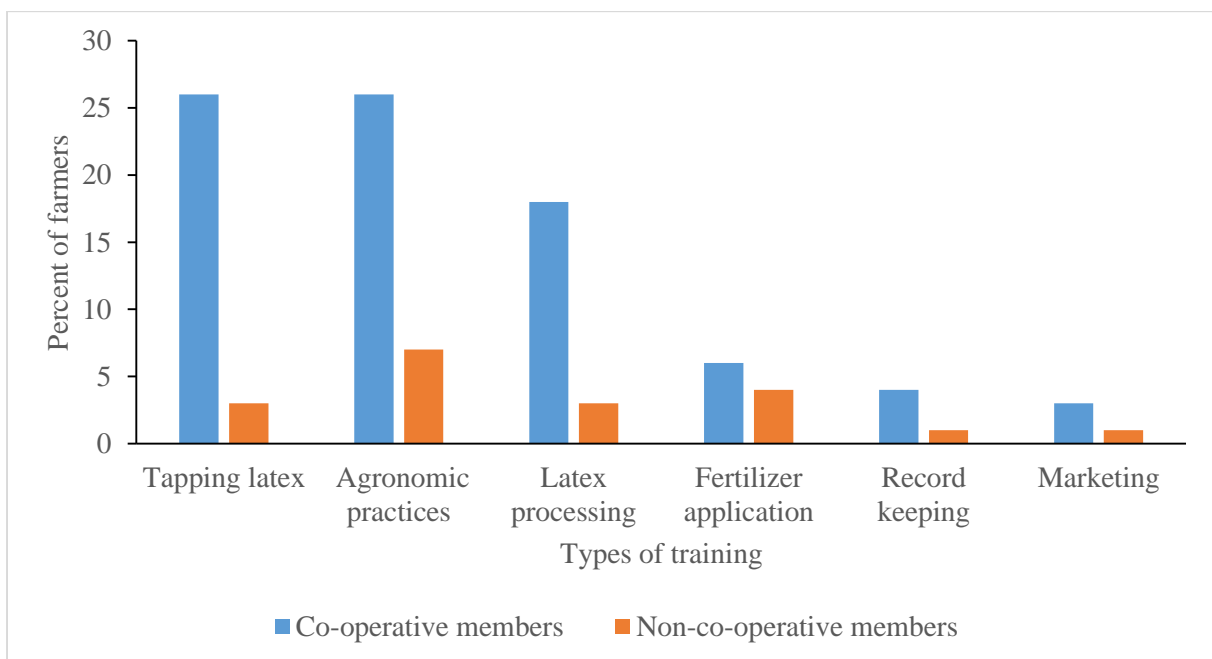 30
25
20
15
10
5
0
Percent of farmers
Tapping latex
Agronomic
practices
Latex
processing
Fertilizer
application
Record
keeping
Marketing
Types of training
Co-operative members
Non-co-operative members